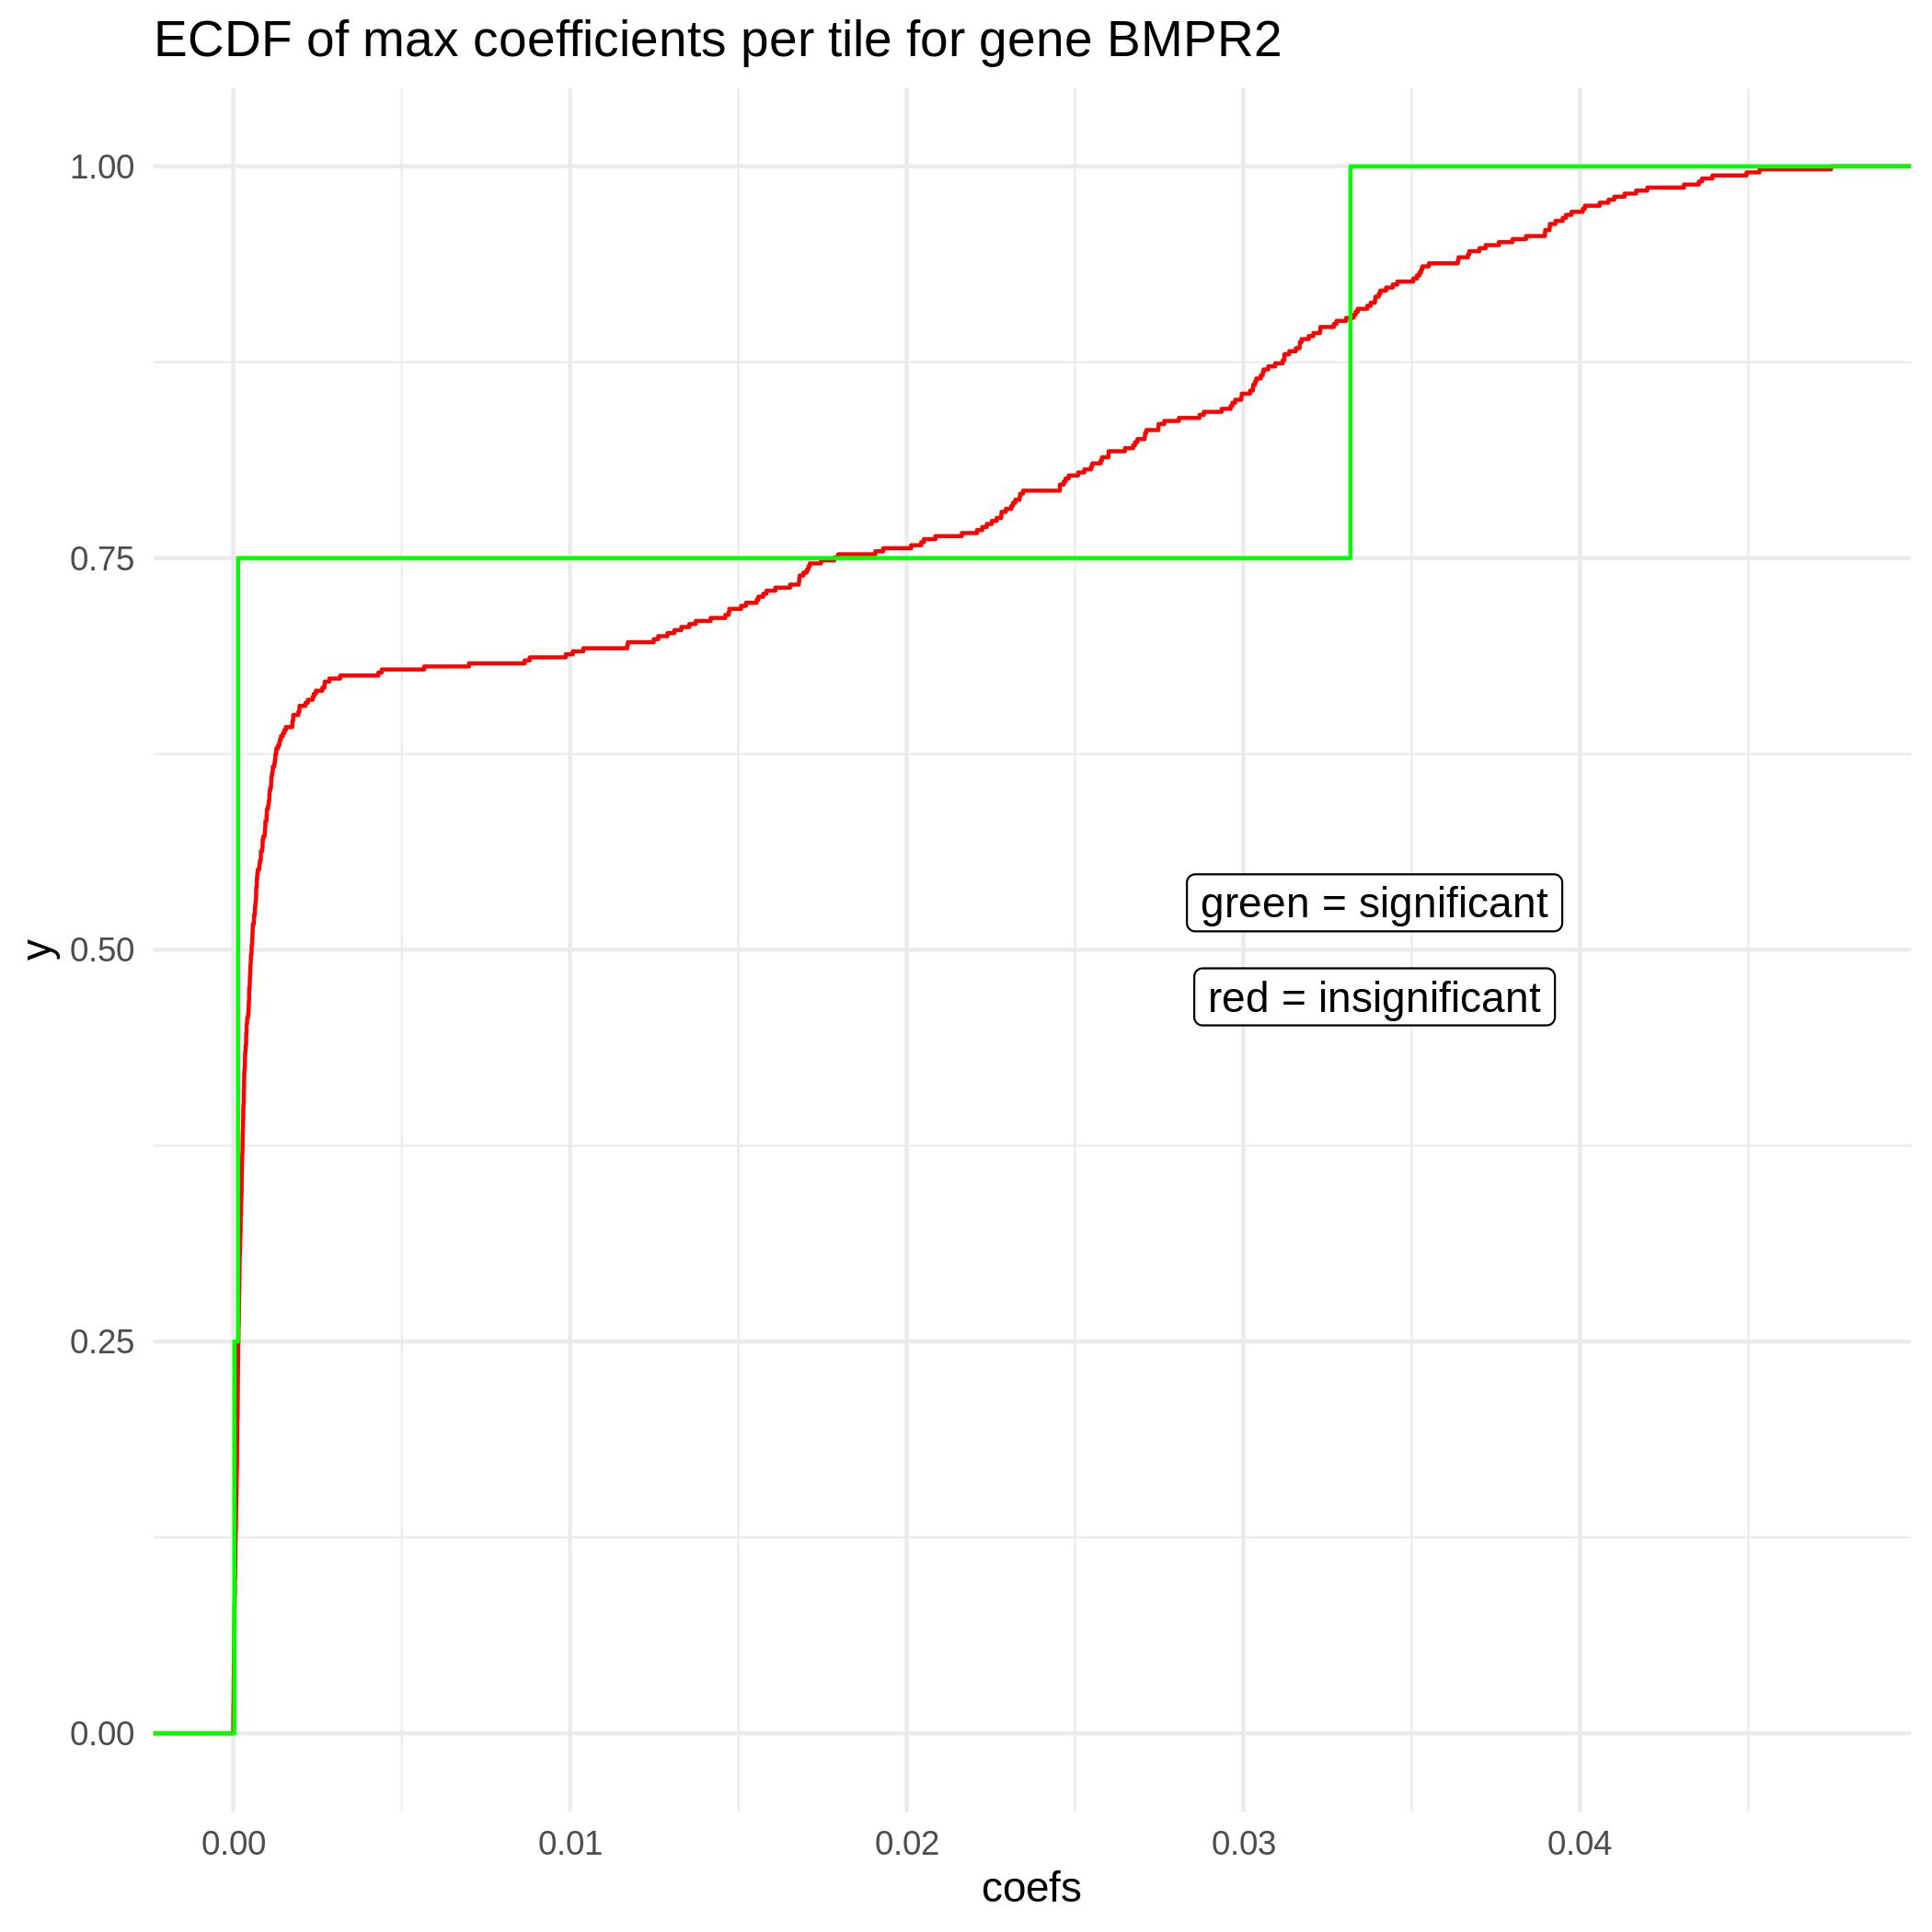 ECDF of max coefficients per tile for gene BMPR2
1.00
0.75
0.50
0.25
0.00
y
green = significant
red = insignificant
0.00 0.01 0.02 0.03 0.04
coefs